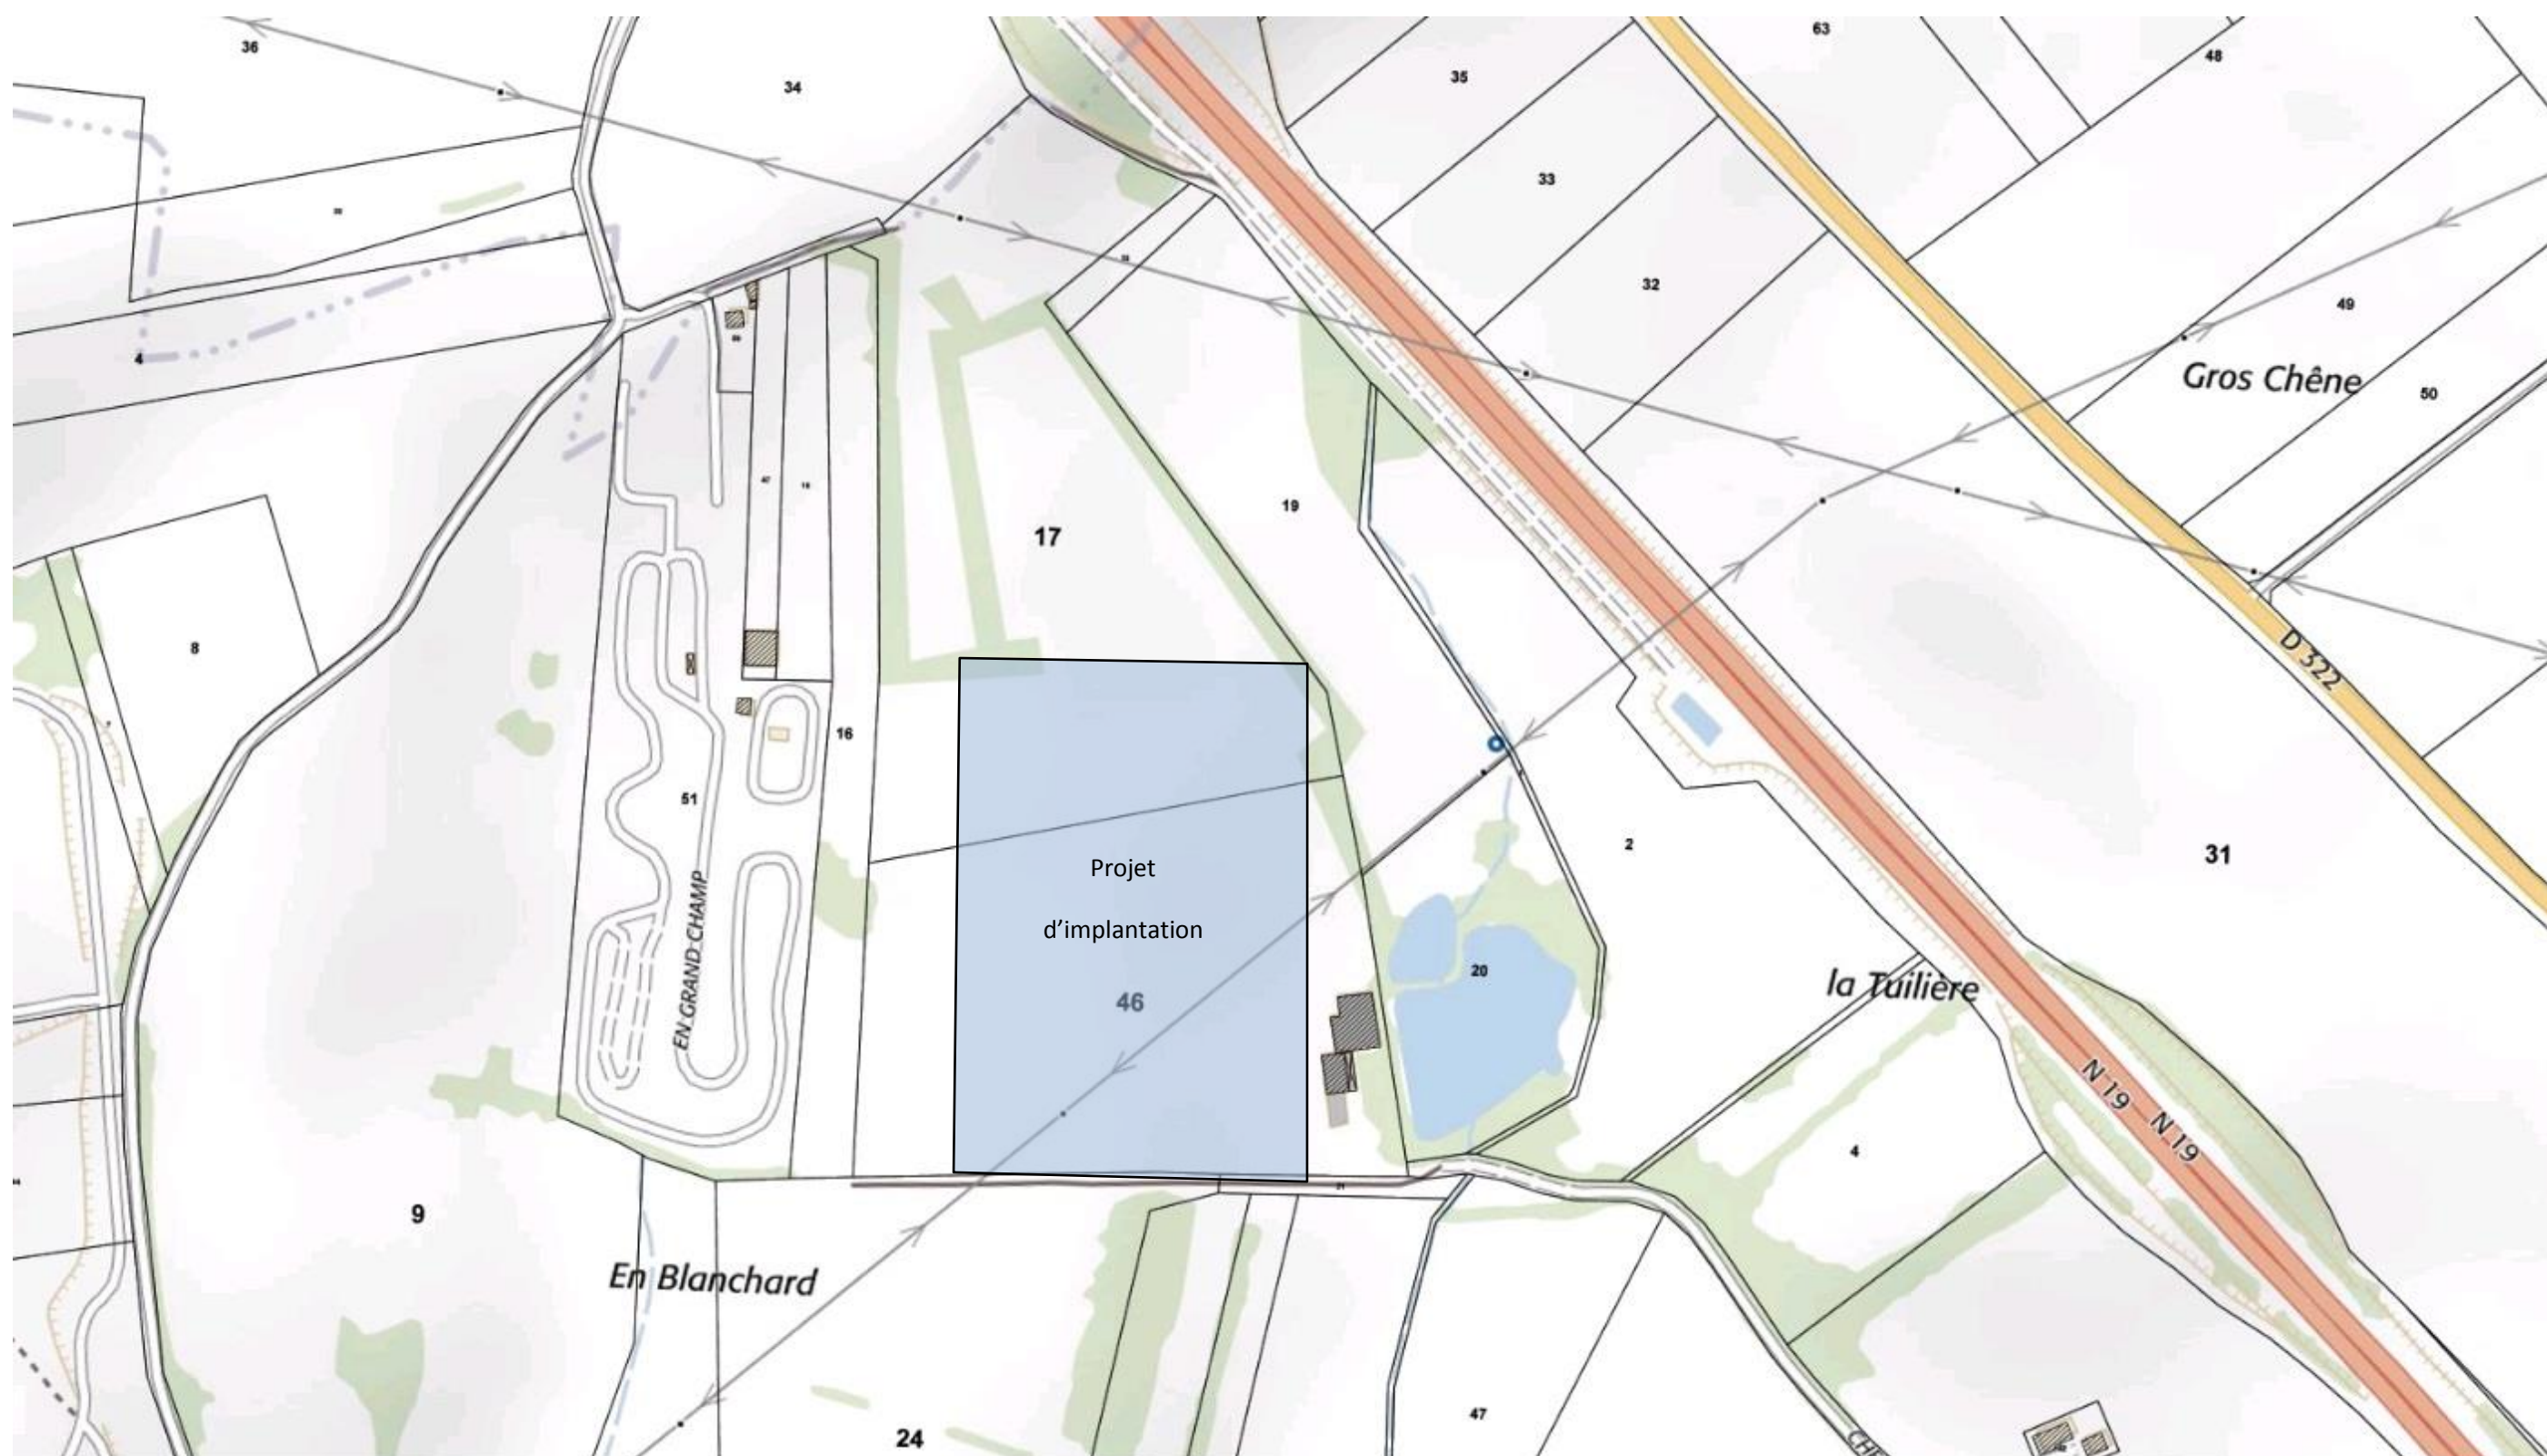 36
34
63
48
35
33
32
49
Gros Chêne
50
4
17
19
8
D 322
16
51
2
31
Projet
d'implantation
46
EN GRAND CHAMP
20
la Tuilière
N 19
N 19
4
9
En Blanchard
24
47